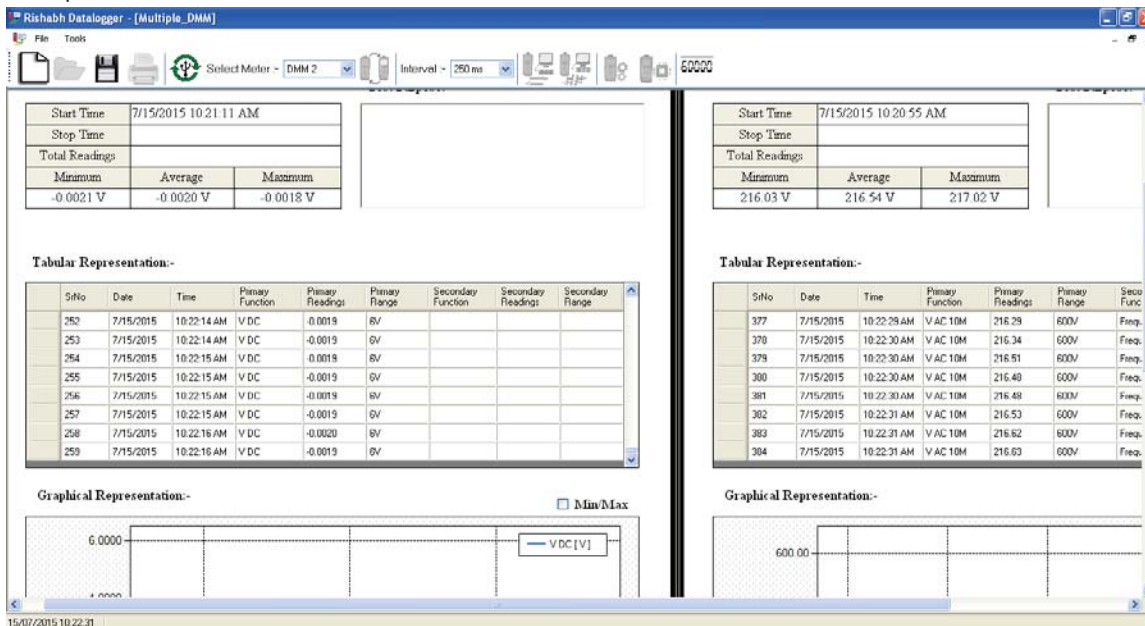 Rishabh Datalogger - [Multiple_DMM]
File Tools
Select Meter :- DMM 2 Interval :- 250 ms 60000
Start Time 7/15/2015 10:21:11 AM
Stop Time
Total Readings
Minimum Average Maximum
-0.0021 V -0.0020 V -0.0018 V
Tabular Representation:-
SrNo Date Time Primary Function Primary Readings Primary Range Secondary Function Secondary Readings Secondary Range
252 7/15/2015 10:22:14 AM V DC -0.0019 6V
253 7/15/2015 10:22:14 AM V DC -0.0019 6V
254 7/15/2015 10:22:15 AM V DC -0.0019 6V
255 7/15/2015 10:22:15 AM V DC -0.0019 6V
256 7/15/2015 10:22:15 AM V DC -0.0019 6V
257 7/15/2015 10:22:15 AM V DC -0.0019 6V
258 7/15/2015 10:22:16 AM V DC -0.0020 6V
259 7/15/2015 10:22:16 AM V DC -0.0019 6V
Graphical Representation:-
Min/Max
6.0000
V DC [V]
Start Time 7/15/2015 10:20:55 AM
Stop Time
Total Readings
Minimum Average Maximum
216.03 V 216.54 V 217.02 V
Tabular Representation:-
SrNo Date Time Primary Function Primary Readings Primary Range Seco Func
377 7/15/2015 10:22:29 AM V AC 10M 216.29 600V Frequ
378 7/15/2015 10:22:30 AM V AC 10M 216.34 600V Frequ
379 7/15/2015 10:22:30 AM V AC 10M 216.51 600V Frequ
380 7/15/2015 10:22:30 AM V AC 10M 216.48 600V Frequ
381 7/15/2015 10:22:30 AM V AC 10M 216.48 600V Frequ
382 7/15/2015 10:22:31 AM V AC 10M 216.53 600V Frequ
383 7/15/2015 10:22:31 AM V AC 10M 216.62 600V Frequ
384 7/15/2015 10:22:31 AM V AC 10M 216.63 600V Frequ
Graphical Representation:-
600.00
15/07/2015 10:22:31